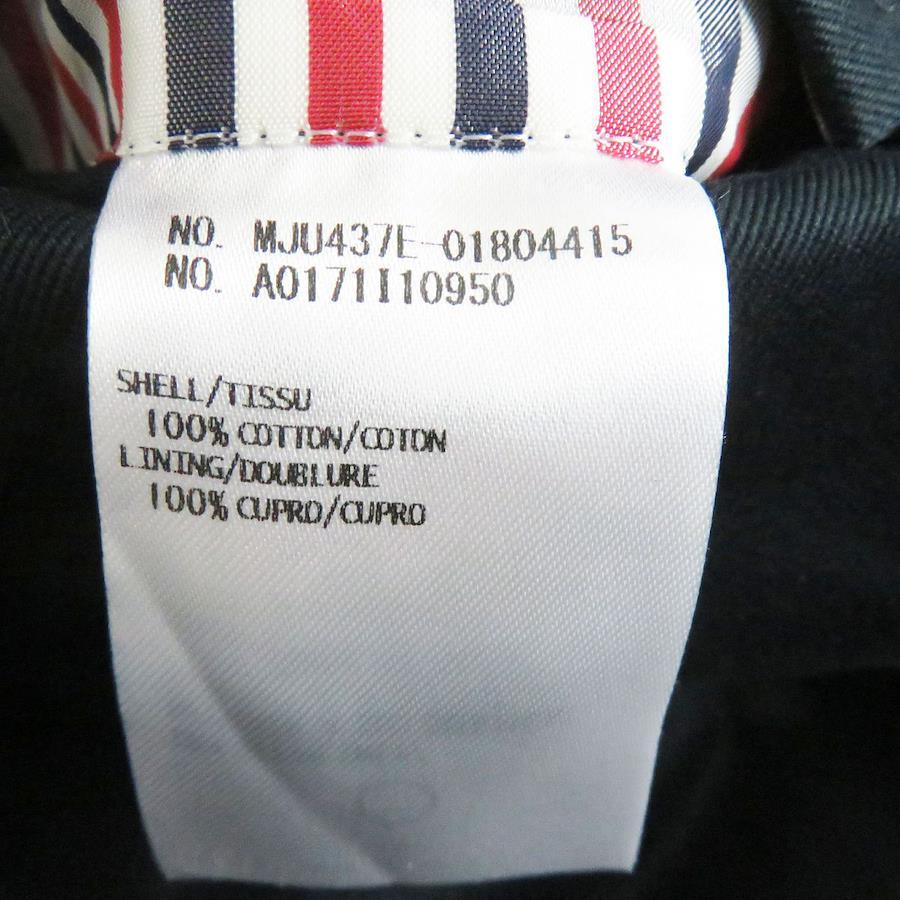 NO. MJU437E-01804415
NO. A0171I10950
SHELL/TISSU
100% COTTON/COTON
LINING/DOUBLURE
100% CUPRO/CUPRO